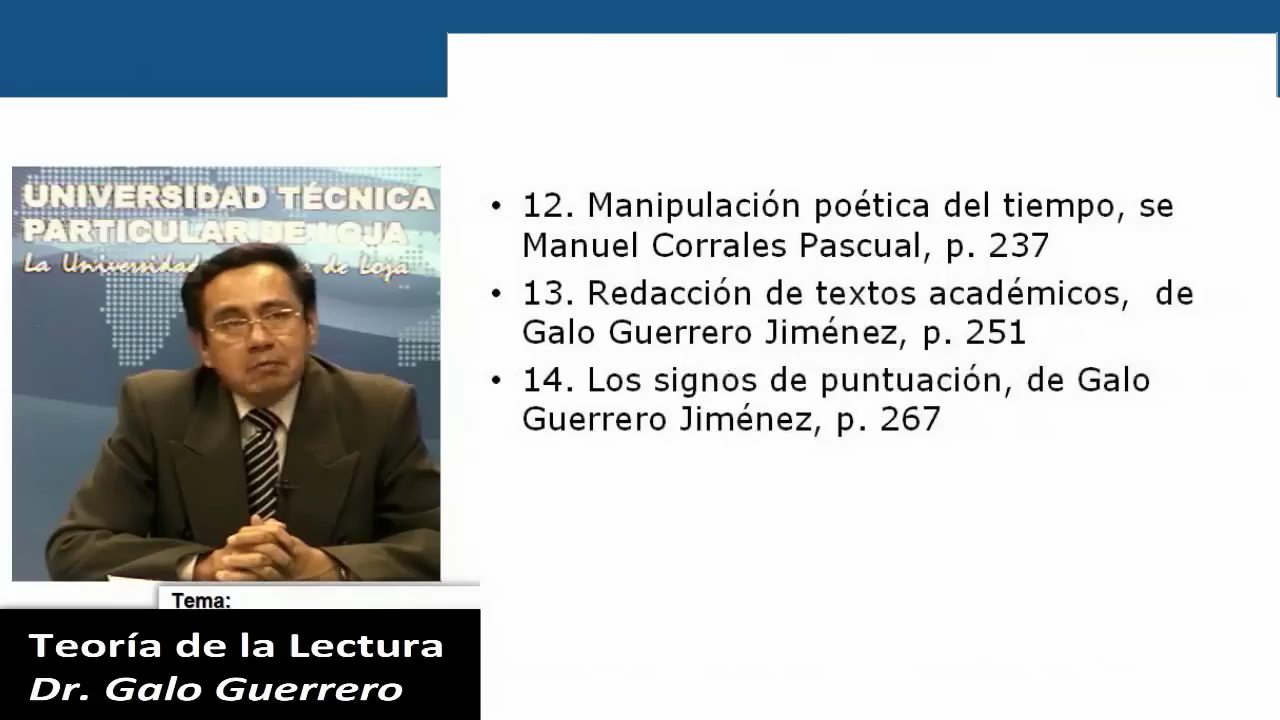 UNIVERSIDAD TÉCNICA
PARTICULAR DE LOJA
La Universidad de Loja
• 12. Manipulación poética del tiempo, se
Manuel Corrales Pascual, p. 237
• 13. Redacción de textos académicos, de
Galo Guerrero Jiménez, p. 251
• 14. Los signos de puntuación, de Galo
Guerrero Jiménez, p. 267
Tema:
Teoría de la Lectura
Dr. Galo Guerrero